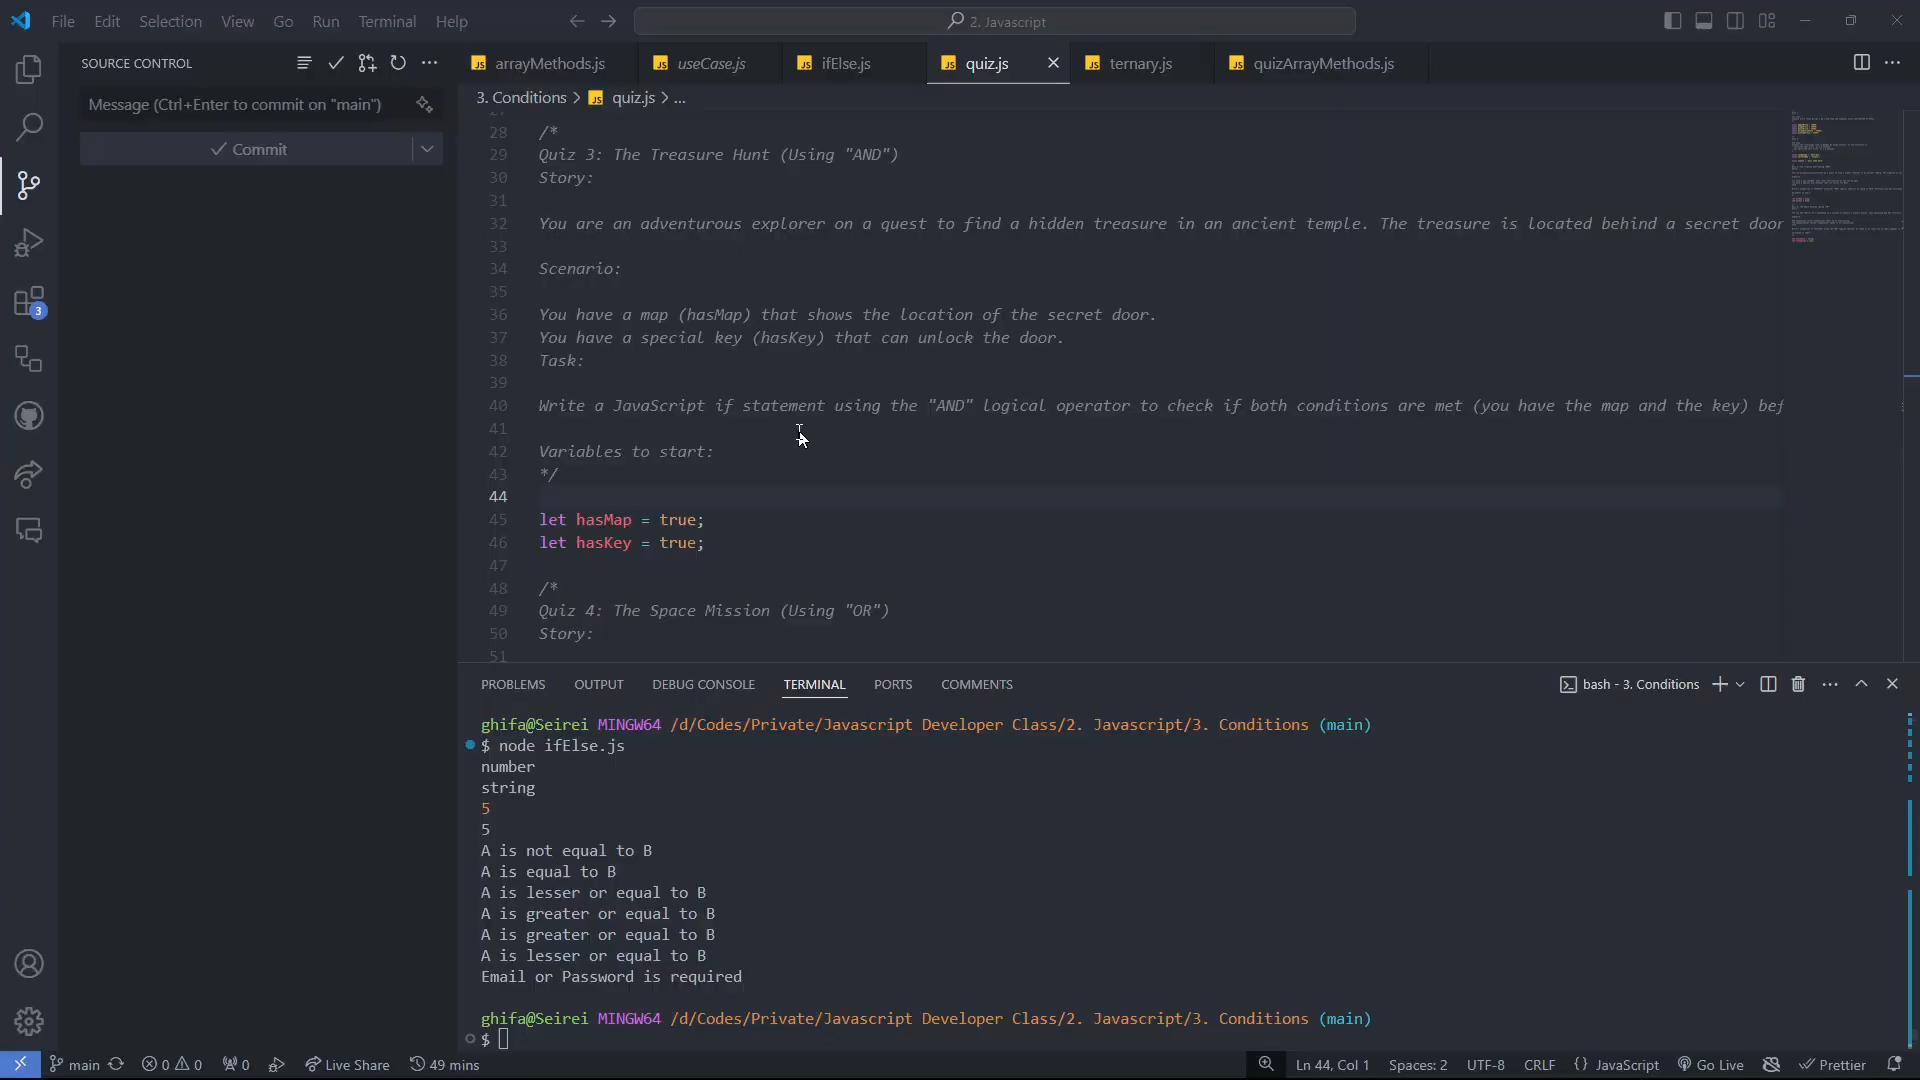 File Edit Selection View Go Run Terminal Help
2. Javascript
SOURCE CONTROL
Message (Ctrl+Enter to commit on "main")
Commit
3
JS arrayMethods.js
JS useCase.js
JS ifElse.js
JS quiz.js
JS ternary.js
JS quizArrayMethods.js
3. Conditions > JS quiz.js > ...
28 /*
29 Quiz 3: The Treasure Hunt (Using "AND")
30 Story:
31
32 You are an adventurous explorer on a quest to find a hidden treasure in an ancient temple. The treasure is located behind a secret door
33
34 Scenario:
35
36 You have a map (hasMap) that shows the location of the secret door.
37 You have a special key (hasKey) that can unlock the door.
38 Task:
39
40 Write a JavaScript if statement using the "AND" logical operator to check if both conditions are met (you have the map and the key) bef
41
42 Variables to start:
43 */
44
45 let hasMap = true;
46 let hasKey = true;
47
48 /*
49 Quiz 4: The Space Mission (Using "OR")
50 Story:
51
PROBLEMS OUTPUT DEBUG CONSOLE TERMINAL PORTS COMMENTS
bash - 3. Conditions
ghifa@Seirei MINGW64 /d/Codes/Private/Javascript Developer Class/2. Javascript/3. Conditions (main)
$ node ifElse.js
number
string
5
5
A is not equal to B
A is equal to B
A is lesser or equal to B
A is greater or equal to B
A is greater or equal to B
A is lesser or equal to B
Email or Password is required
ghifa@Seirei MINGW64 /d/Codes/Private/Javascript Developer Class/2. Javascript/3. Conditions (main)
$
main 0 0 0 Live Share 49 mins Ln 44, Col 1 Spaces: 2 UTF-8 CRLF {} JavaScript Go Live Prettier